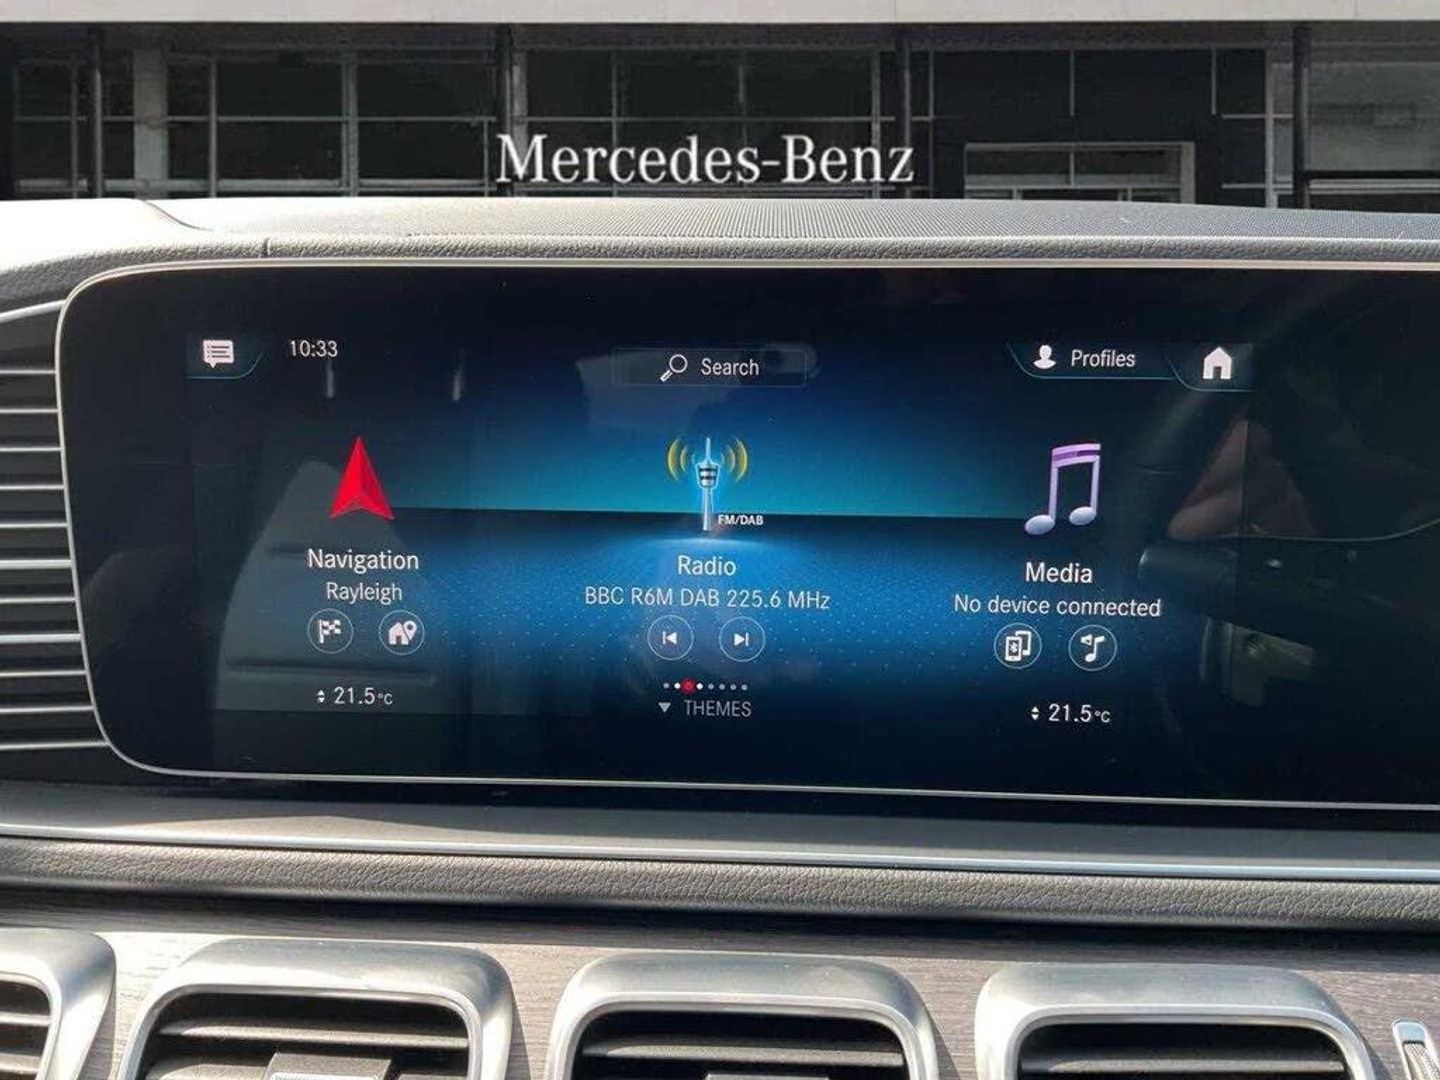 Mercedes-Benz
10:33
Search
Profiles
FM/DAB
Navigation
Rayleigh
Radio
BBC R6M DAB 225.6 MHz
Media
No device connected
21.5°C
THEMES
21.5°C